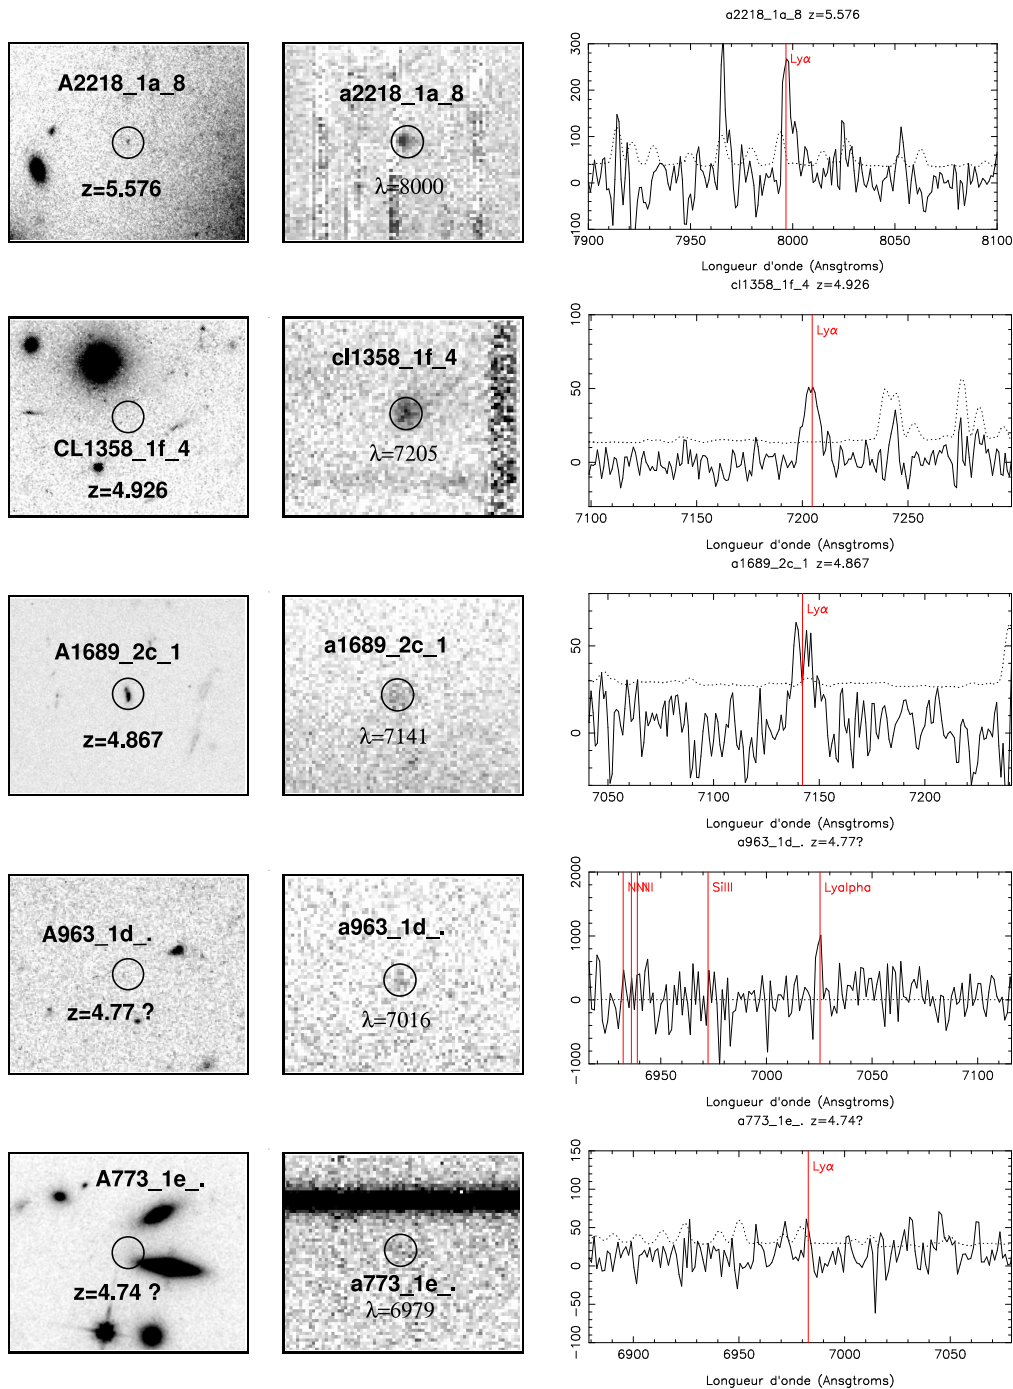 a2218_1a_8 z=5.576
A2218_1a_8
z=5.576
a2218_1a_8
λ=8000
Lyα
300
200
100
0
100
7900 7950 8000 8050 8100
Longueur d'onde (Ansgtroms)
cl1358_1f_4 z=4.926
CL1358_1f_4
z=4.926
cl1358_1f_4
λ=7205
Lyα
100
50
0
7100 7150 7200 7250
Longueur d'onde (Ansgtroms)
a1689_2c_1 z=4.867
A1689_2c_1
z=4.867
a1689_2c_1
λ=7141
Lyα
50
0
7050 7100 7150 7200
Longueur d'onde (Ansgtroms)
a963_1d_. z=4.77?
A963_1d_.
z=4.77 ?
a963_1d_.
λ=7016
SiIII
Lyalpha
2000
1000
0
−1000
6950 7000 7050 7100
Longueur d'onde (Ansgtroms)
a773_1e_. z=4.74?
A773_1e_.
z=4.74 ?
a773_1e_.
λ=6979
Lyα
150
100
50
0
−50
−100
6900 6950 7000 7050
Longueur d'onde (Ansgtroms)